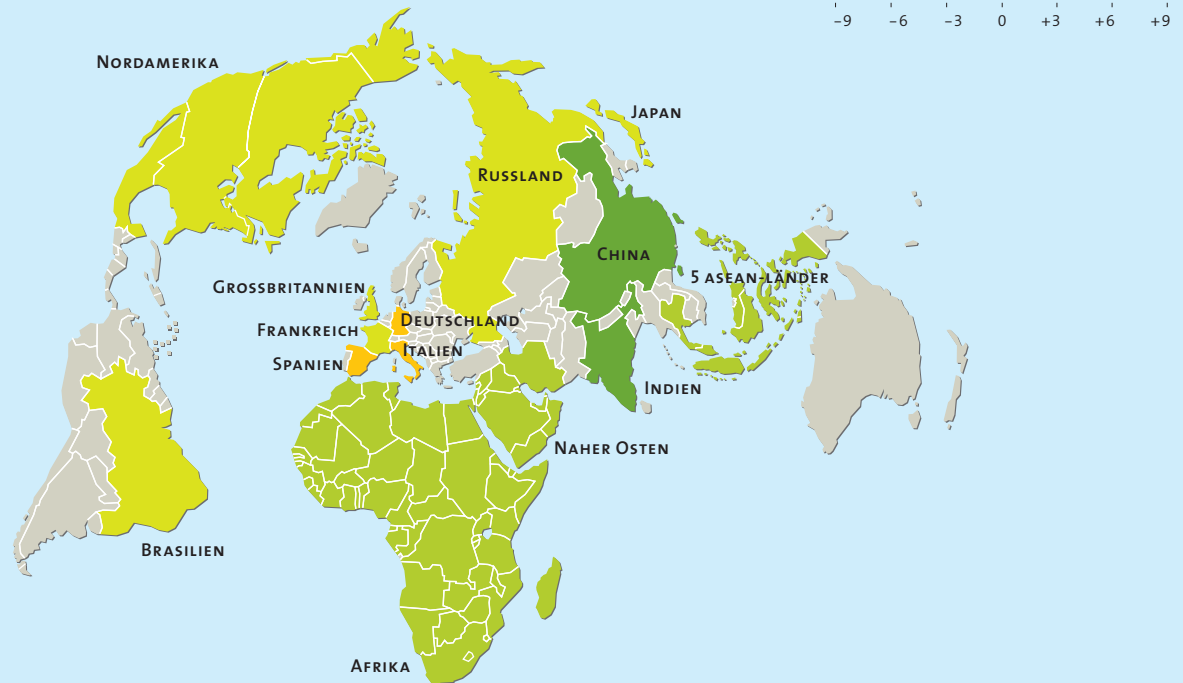 −9 −6 −3 0 +3 +6 +9
Nordamerika
Japan
Russland
China
5 ASEAN-Länder
Grossbritannien
Deutschland
Frankreich
Italien
Spanien
Indien
Naher Osten
Brasilien
Afrika